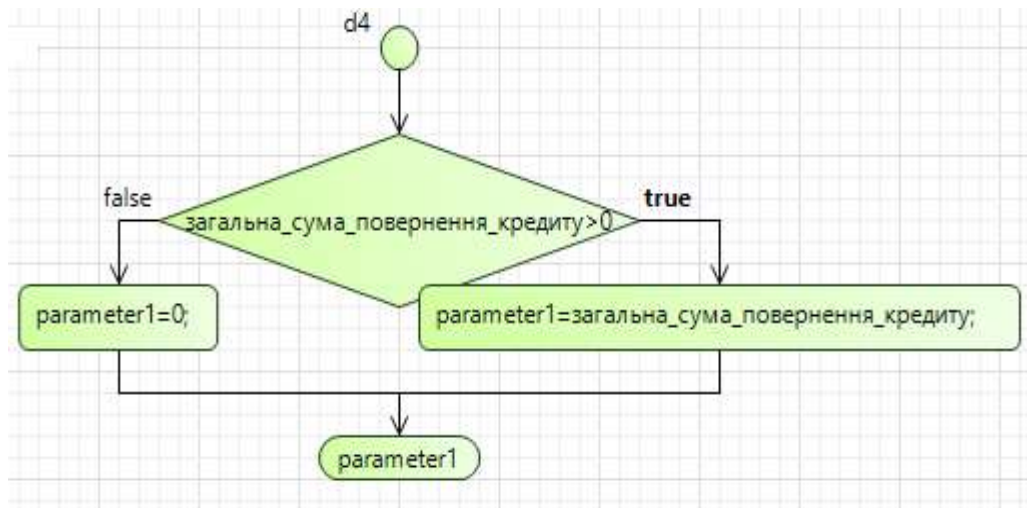 d4
false
true
загальна_сума_повернення_кредиту>0
parameter1=0;
parameter1=загальна_сума_повернення_кредиту;
parameter1